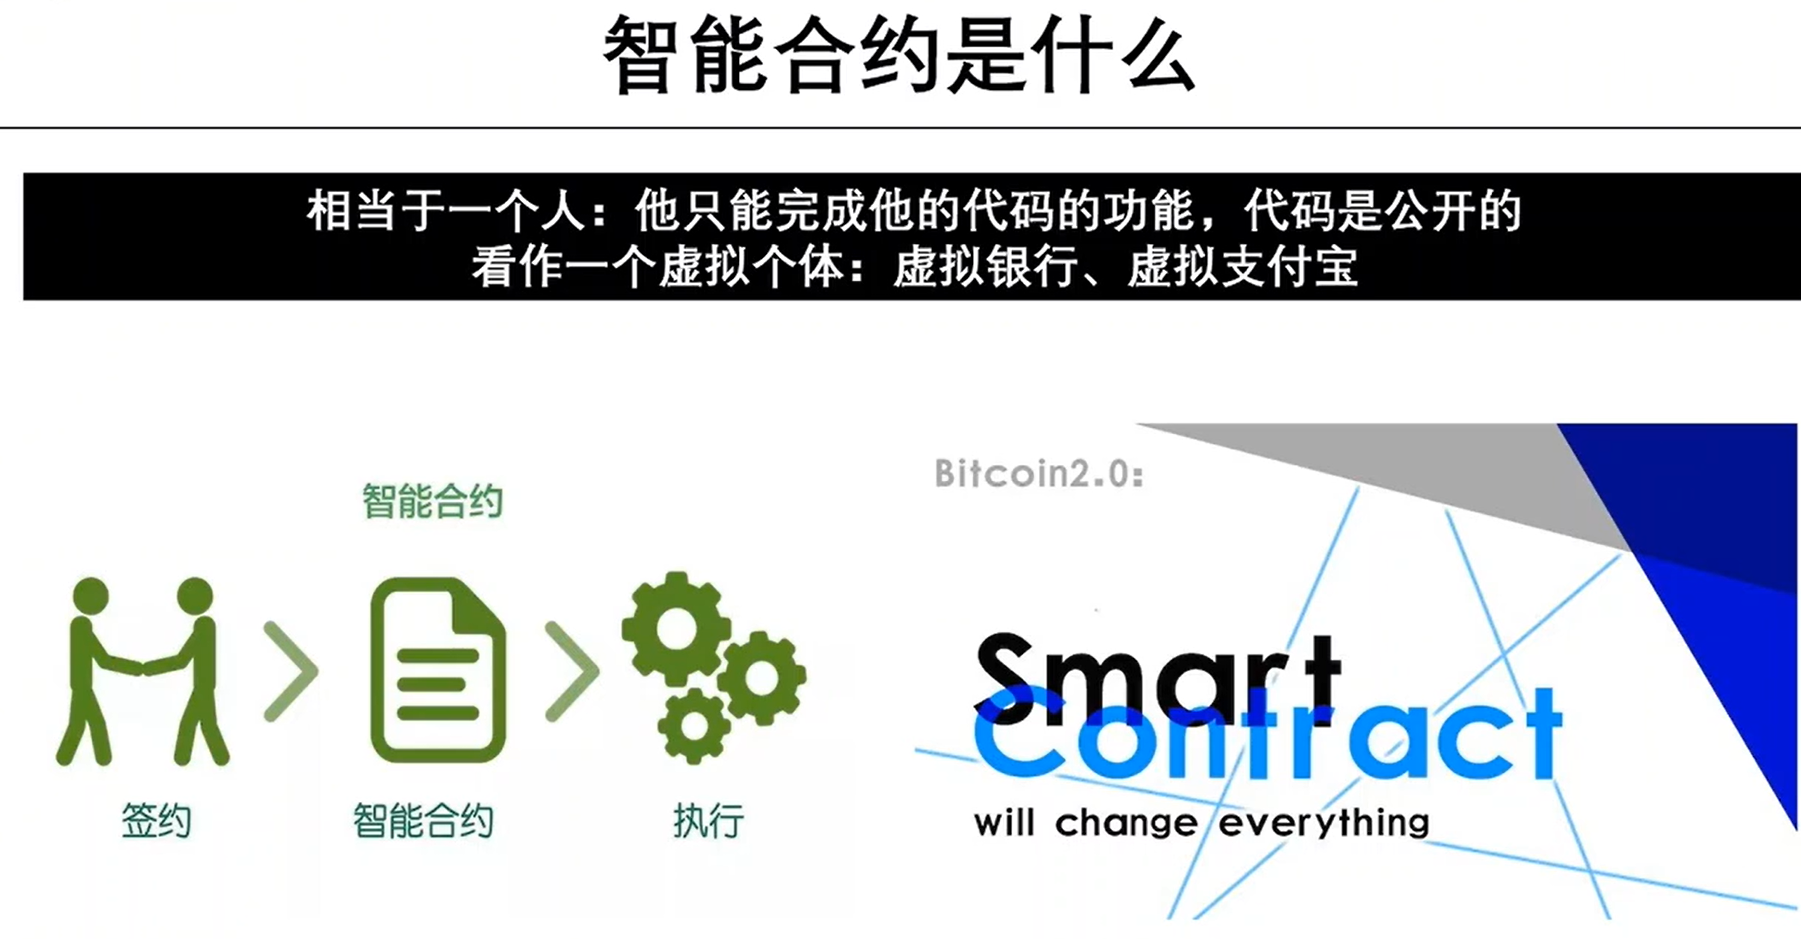 智能合约是什么
相当于一个人：他只能完成他的代码的功能，代码是公开的
看作一个虚拟个体：虚拟银行、虚拟支付宝
智能合约
签约
智能合约
执行
Bitcoin2.0:
Smart
Contract
will change everything